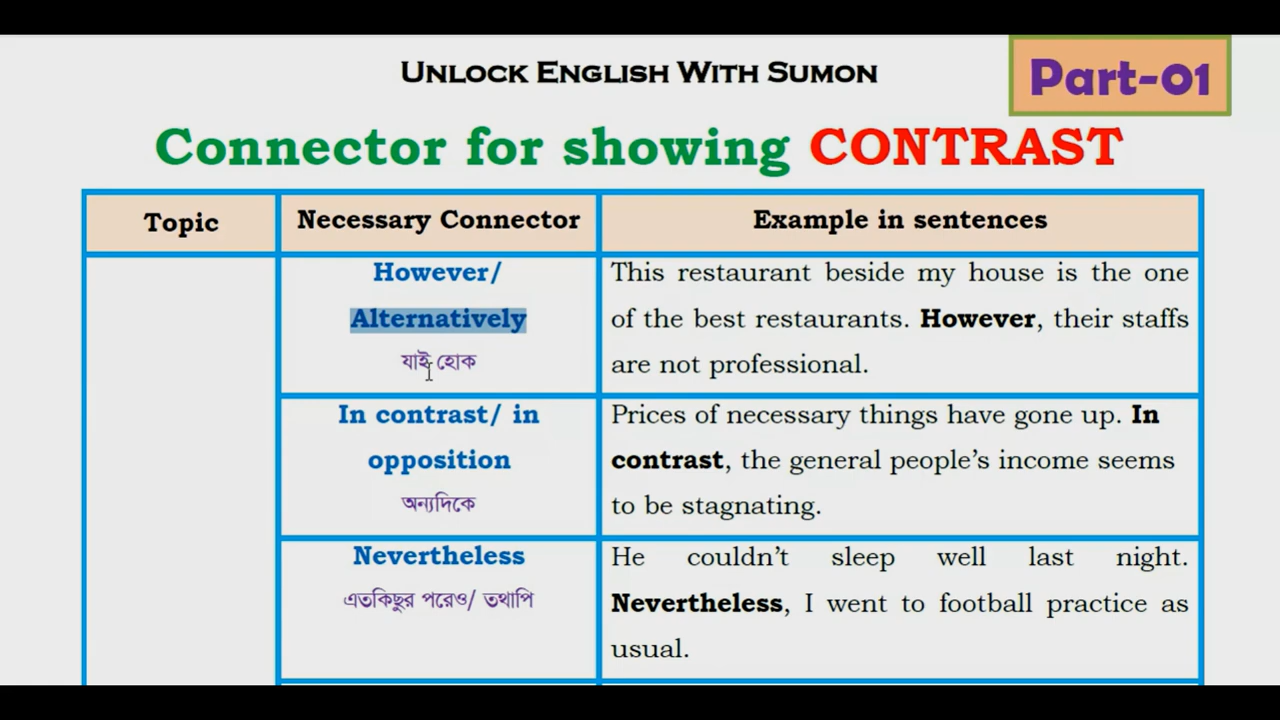 UNLOCK ENGLISH WITH SUMON
Part-01
Connector for showing CONTRAST
Topic
Necessary Connector
Example in sentences
However/
Alternatively
যাই হোক
This restaurant beside my house is the one
of the best restaurants. However, their staffs
are not professional.
In contrast/ in
opposition
অন্যদিকে
Prices of necessary things have gone up. In
contrast, the general people's income seems
to be stagnating.
Nevertheless
এতকিছুর পরেও/ তথাপি
He couldn't sleep well last night.
Nevertheless, I went to football practice as
usual.